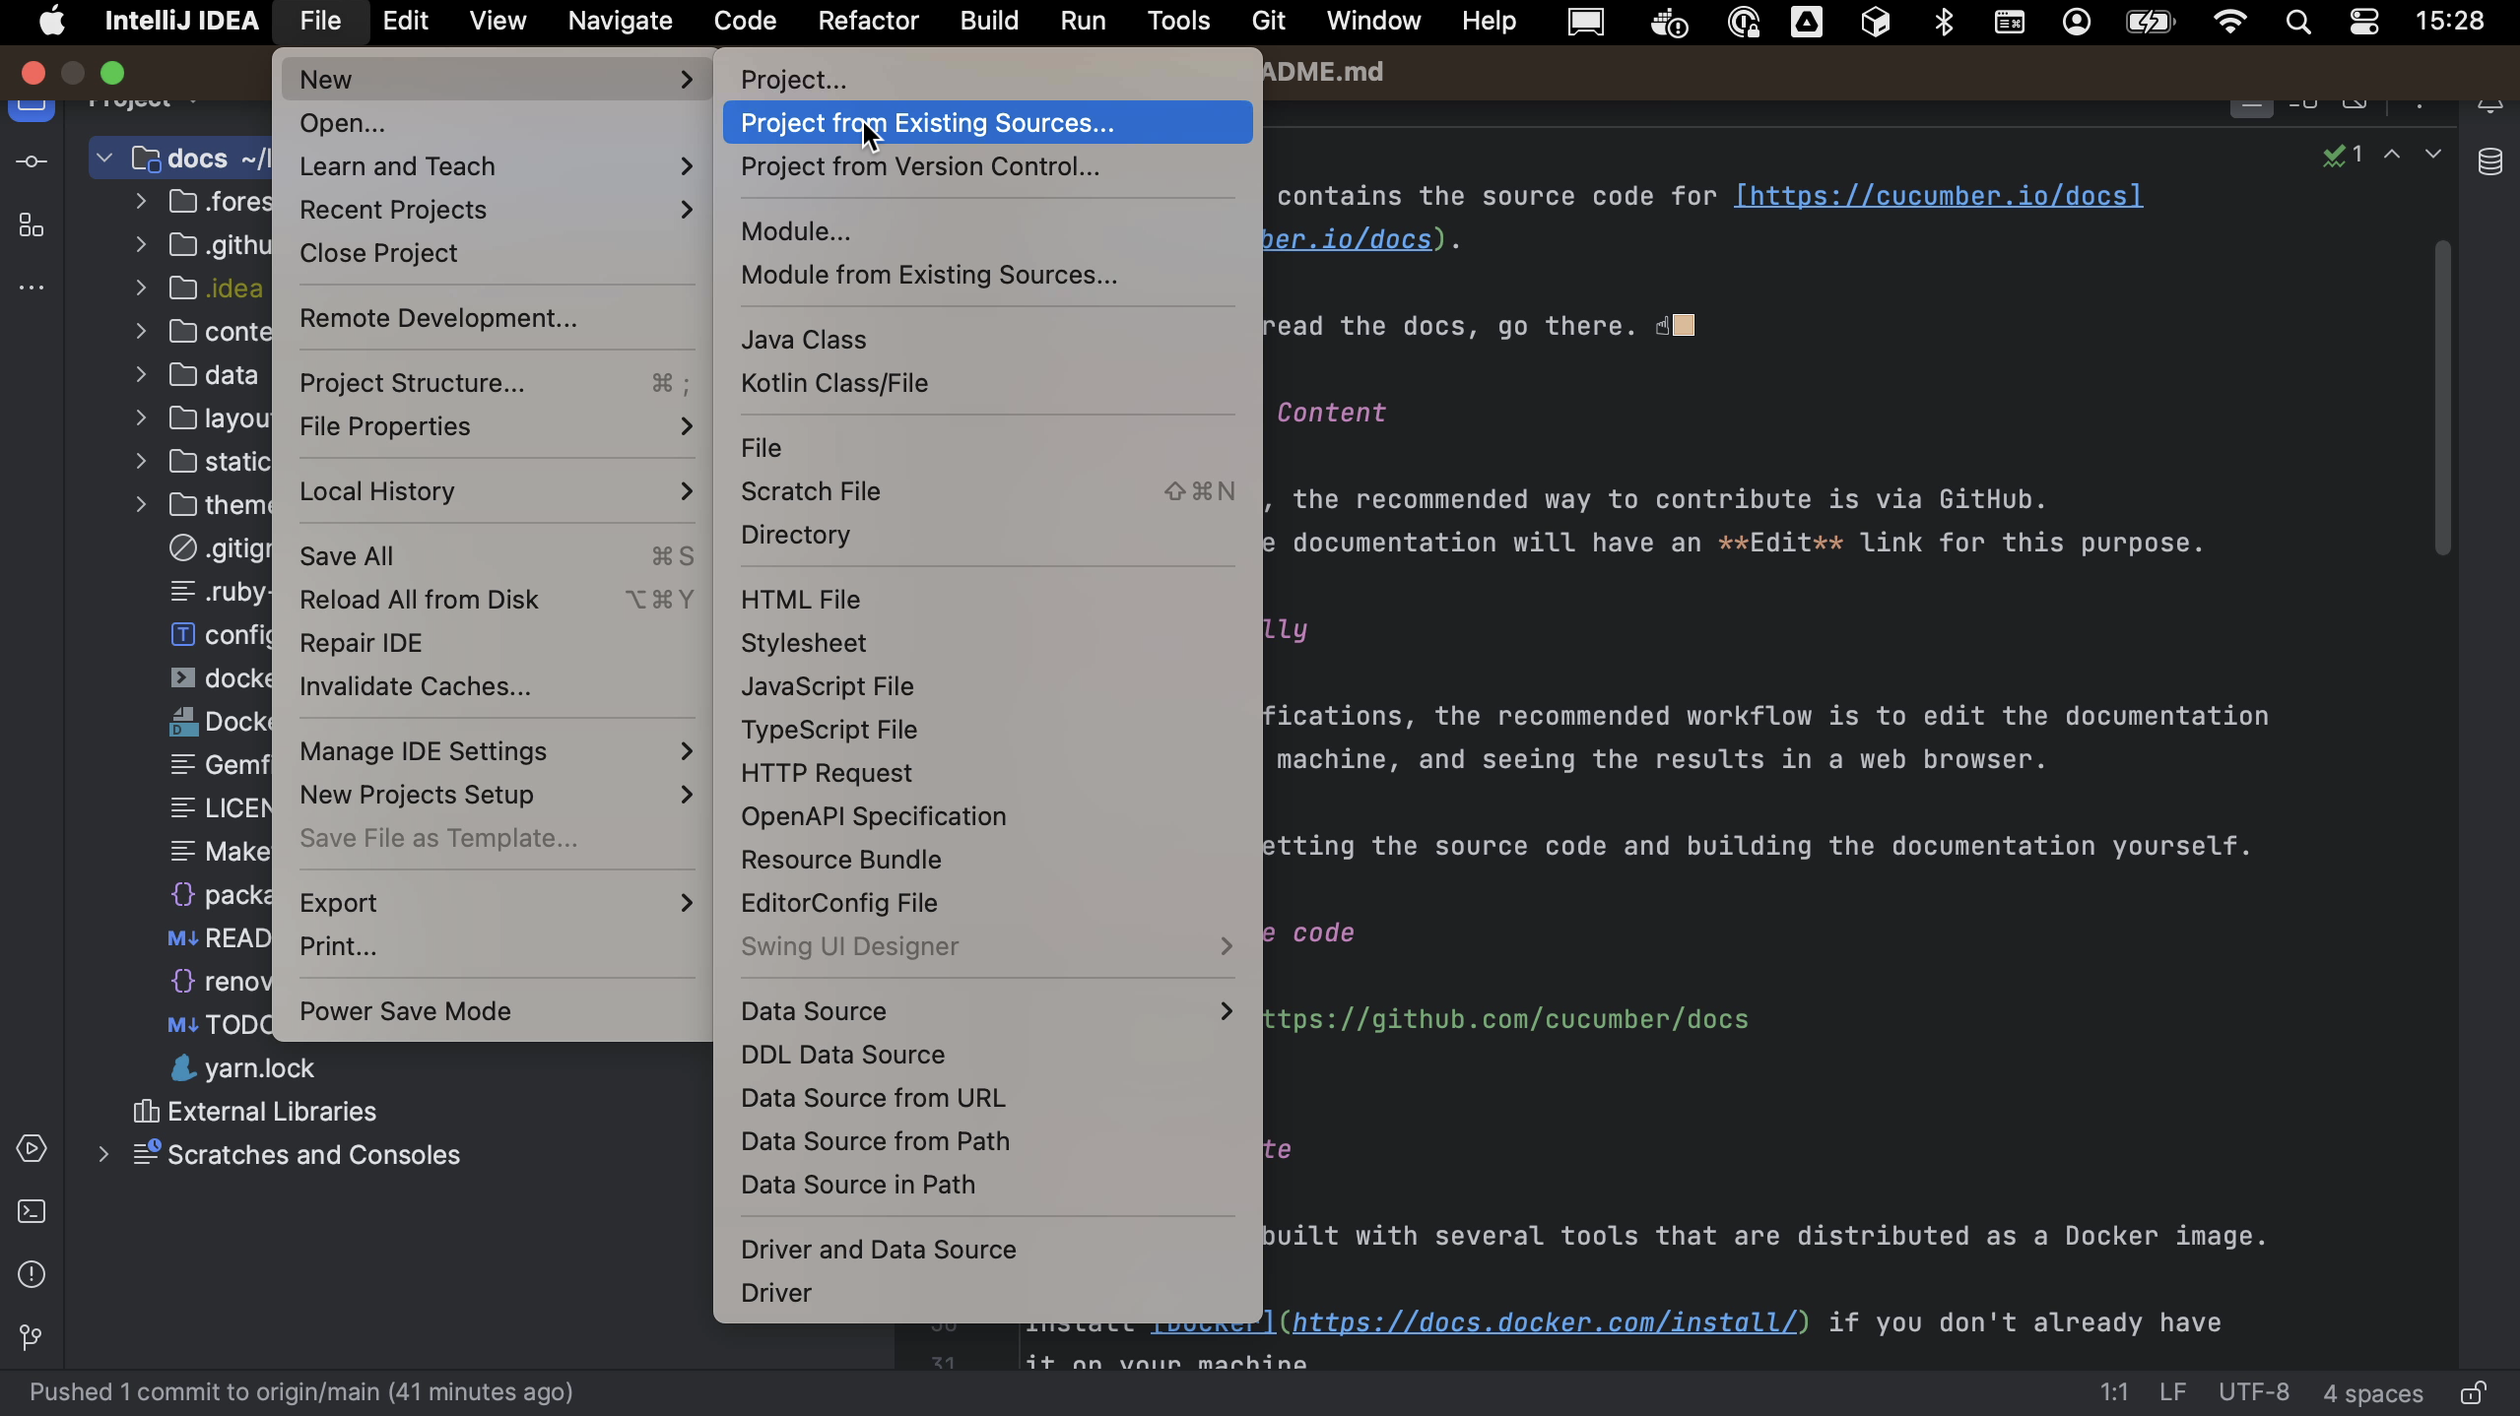 IntelliJ IDEA File Edit View Navigate Code Refactor Build Run Tools Git Window Help 15:28
ADME.md
Project
New
Open...
Learn and Teach
Recent Projects
Close Project
Remote Development...
Project Structure... ⌘ ;
File Properties
Local History
Save All ⌘ S
Reload All from Disk ⌥ ⌘ Y
Repair IDE
Invalidate Caches...
Manage IDE Settings
New Projects Setup
Save File as Template...
Export
Print...
Power Save Mode
Project...
Project from Existing Sources...
Project from Version Control...
Module...
Module from Existing Sources...
Java Class
Kotlin Class/File
File
Scratch File ⇧ ⌘ N
Directory
HTML File
Stylesheet
JavaScript File
TypeScript File
HTTP Request
OpenAPI Specification
Resource Bundle
EditorConfig File
Swing UI Designer
Data Source
DDL Data Source
Data Source from URL
Data Source from Path
Data Source in Path
Driver and Data Source
Driver
docs ~/
.fores
.githu
.idea
conte
data
layou
static
theme
.gitigr
.ruby-
config
docke
Docke
Gemfi
LICEN
Make
packa
READ
renov
TODO
yarn.lock
External Libraries
Scratches and Consoles
1
contains the source code for [https://cucumber.io/docs]
ber.io/docs).
read the docs, go there. ☝🏼
Content
, the recommended way to contribute is via GitHub.
e documentation will have an **Edit** link for this purpose.
lly
fications, the recommended workflow is to edit the documentation
machine, and seeing the results in a web browser.
etting the source code and building the documentation yourself.
e code
ttps://github.com/cucumber/docs
te
built with several tools that are distributed as a Docker image.
30 Install [Docker](https://docs.docker.com/install/) if you don't already have
31 it on your machine
Pushed 1 commit to origin/main (41 minutes ago) 1:1 LF UTF-8 4 spaces